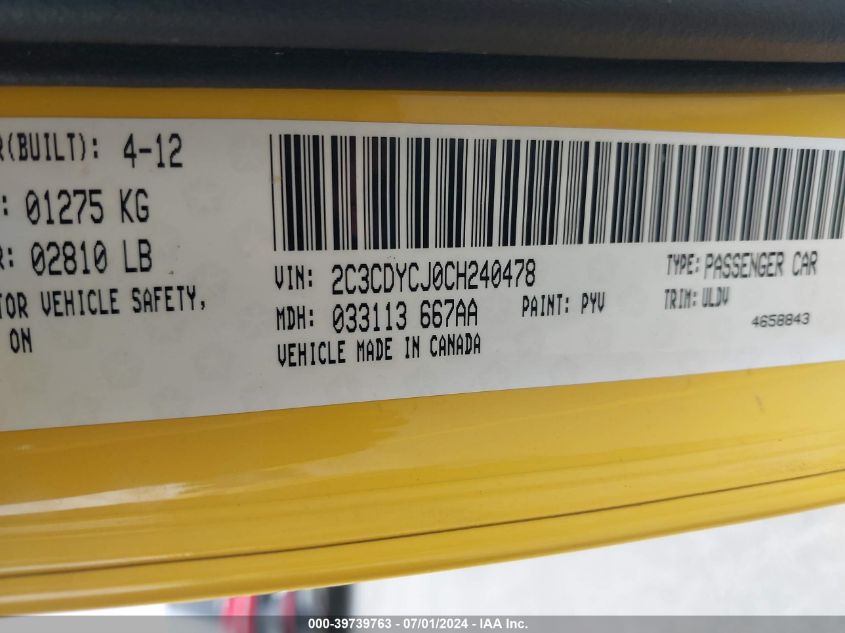 R(BUILT): 4-12
: 01275 KG
R: 02810 LB
TOR VEHICLE SAFETY,
ON
VIN: 2C3CDYCJ0CH240478
TYPE: PASSENGER CAR
MDH: 033113 667AA
PAINT: PYV
TRIM: ULDV
4658843
VEHICLE MADE IN CANADA
000-39739763 - 07/01/2024 - IAA Inc.